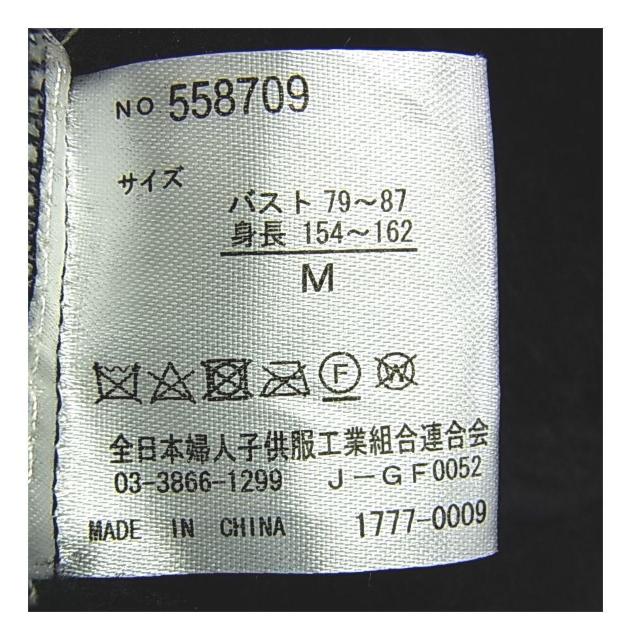 NO 558709
サイズ
バスト 79〜87
身長 154〜162
M
F W
全日本婦人子供服工業組合連合会
03-3866-1299 J－GF0052
MADE IN CHINA 1777-0009